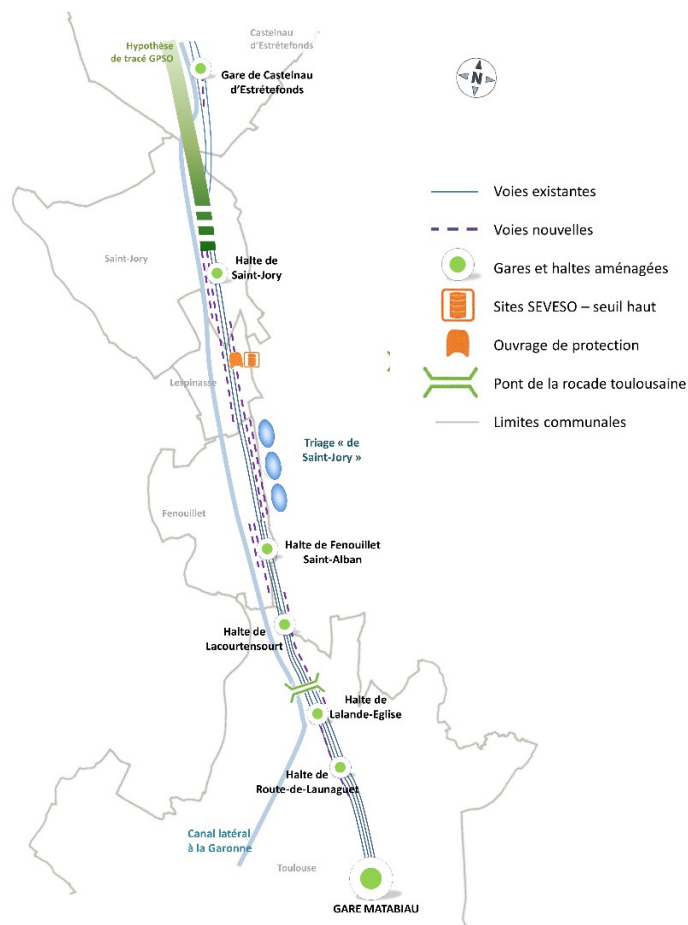 Castelnau
d'Estrétefonds
Hypothèse
de tracé GPSO
Gare de Castelnau
d'Estrétefonds
N
Voies existantes
Voies nouvelles
Gares et haltes aménagées
Sites SEVESO – seuil haut
Ouvrage de protection
Pont de la rocade toulousaine
Limites communales
Saint-Jory
Halte de
Saint-Jory
Lespinasse
Triage « de
Saint-Jory »
Fenouillet
Halte de Fenouillet
Saint-Alban
Halte de
Lacourtensourt
Halte de
Lalande-Eglise
Halte de
Route-de-Launaguet
Canal latéral
à la Garonne
Toulouse
GARE MATABIAU